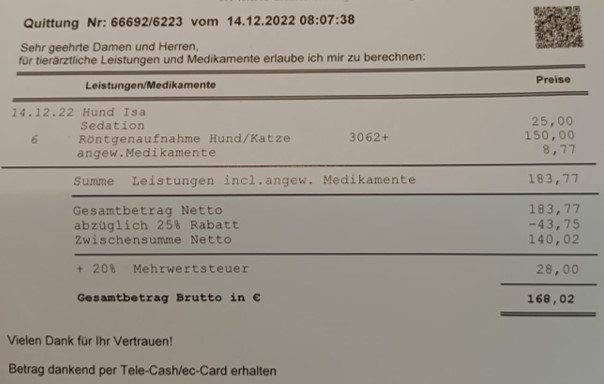 Quittung Nr: 66692/6223 vom 14.12.2022 08:07:38
Sehr geehrte Damen und Herren,
für tierärztliche Leistungen und Medikamente erlaube ich mir zu berechnen:
Leistungen/Medikamente Preise
14.12.22 Hund Isa
Sedation 25,00
6 Röntgenaufnahme Hund/Katze 3062+ 150,00
angew.Medikamente 8,77
Summe Leistungen incl.angew. Medikamente 183,77
Gesamtbetrag Netto 183,77
abzüglich 25% Rabatt -43,75
Zwischensumme Netto 140,02
+ 20% Mehrwertsteuer 28,00
Gesamtbetrag Brutto in € 168,02
Vielen Dank für Ihr Vertrauen!
Betrag dankend per Tele-Cash/ec-Card erhalten